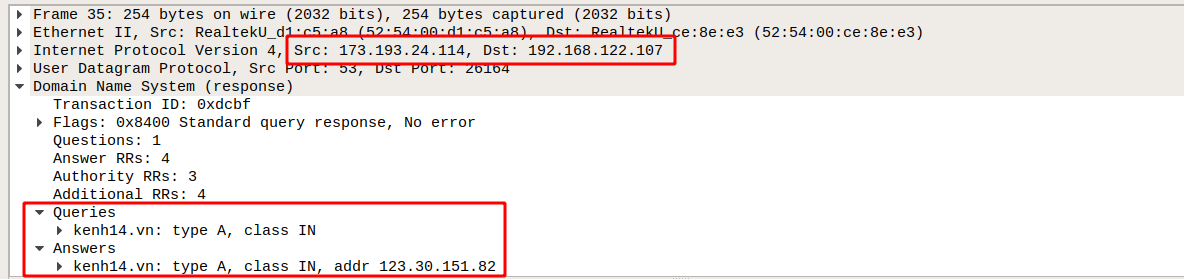 Frame 35: 254 bytes on wire (2032 bits), 254 bytes captured (2032 bits)
Ethernet II, Src: RealtekU_d1:c5:a8 (52:54:00:d1:c5:a8), Dst: RealtekU_ce:8e:e3 (52:54:00:ce:8e:e3)
Internet Protocol Version 4, Src: 173.193.24.114, Dst: 192.168.122.107
User Datagram Protocol, Src Port: 53, Dst Port: 26164
Domain Name System (response)
Transaction ID: 0xdcbf
Flags: 0x8400 Standard query response, No error
Questions: 1
Answer RRs: 4
Authority RRs: 3
Additional RRs: 4
Queries
kenh14.vn: type A, class IN
Answers
kenh14.vn: type A, class IN, addr 123.30.151.82